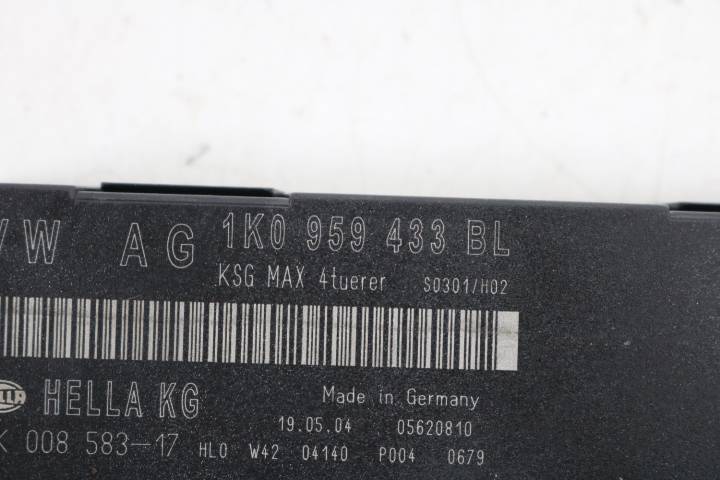 VW AG 1K0 959 433 BL
KSG MAX 4tuerer S0301/H02
HELLA KG
Made in Germany
19.05.04 05620810
K 008 583-17 HLO W42 04140 P004 0679